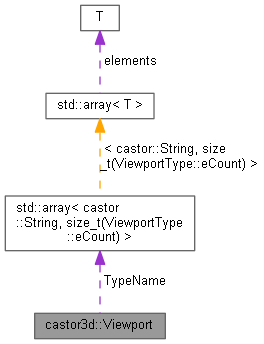 T
elements
std::array< T >
< castor::String, size
_t(ViewportType::eCount) >
std::array< castor
::String, size_t(ViewportType
::eCount) >
TypeName
castor3d::Viewport